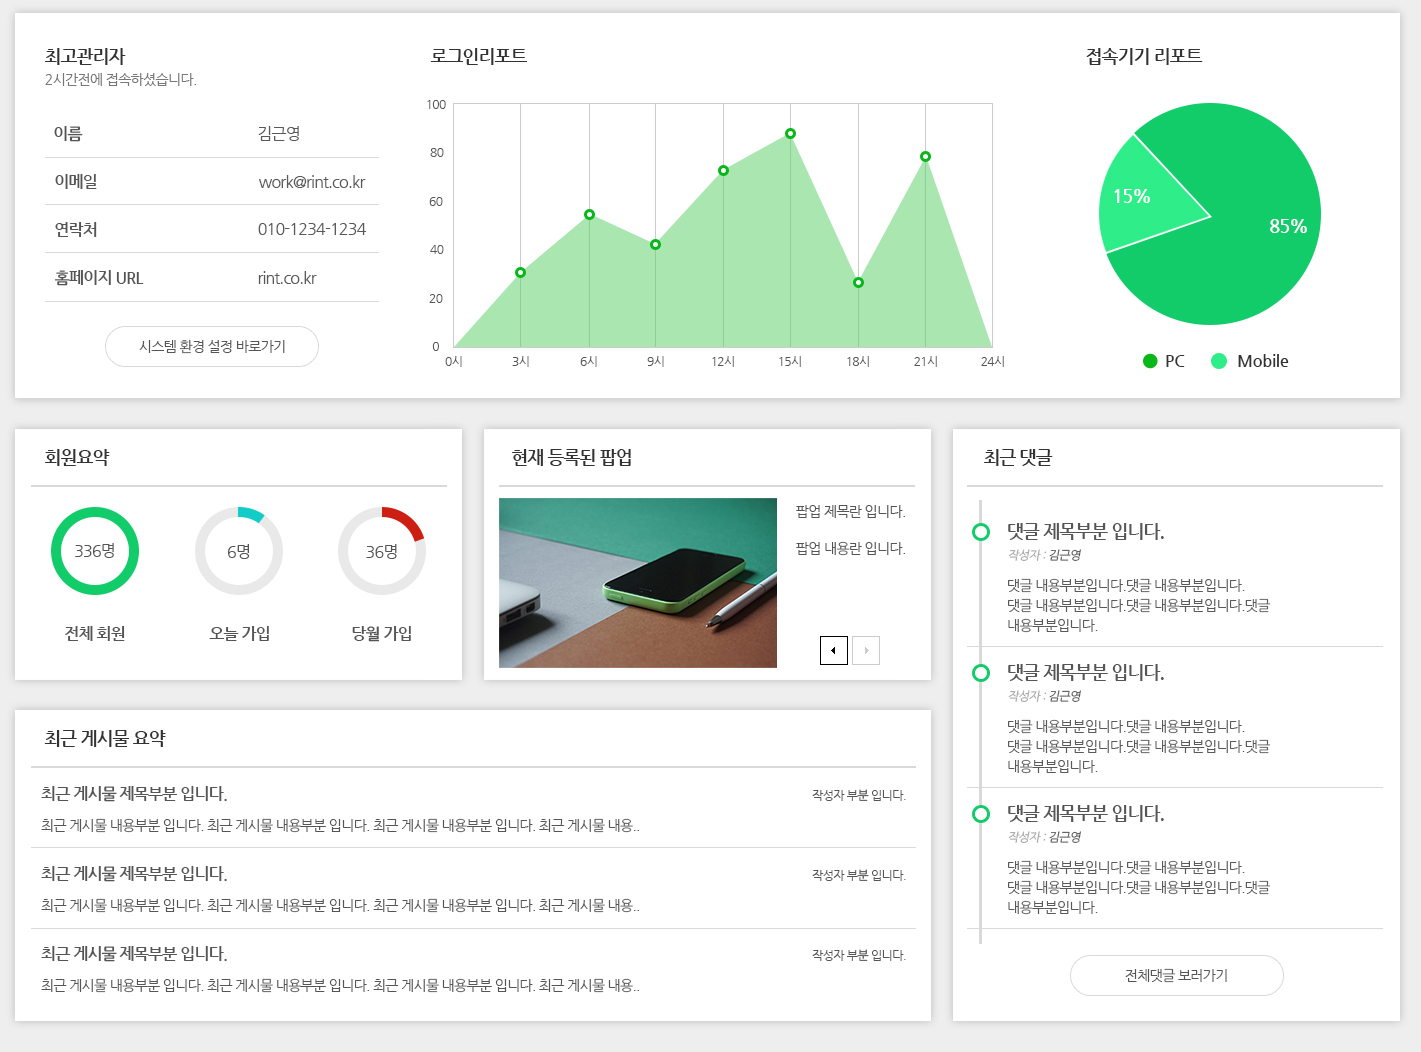 최고관리자
2시간전에 접속하셨습니다.
이름 김근영
이메일 work@rint.co.kr
연락처 010-1234-1234
홈페이지 URL rint.co.kr
시스템 환경 설정 바로가기
로그인리포트
100
80
60
40
20
0
0시 3시 6시 9시 12시 15시 18시 21시 24시
접속기기 리포트
15%
85%
PC Mobile
회원요약
336명 6명 36명
전체 회원 오늘 가입 당월 가입
현재 등록된 팝업
팝업 제목란 입니다.
팝업 내용란 입니다.
최근 게시물 요약
최근 게시물 제목부분 입니다. 작성자 부분 입니다.
최근 게시물 내용부분 입니다. 최근 게시물 내용부분 입니다. 최근 게시물 내용부분 입니다. 최근 게시물 내용..
최근 게시물 제목부분 입니다. 작성자 부분 입니다.
최근 게시물 내용부분 입니다. 최근 게시물 내용부분 입니다. 최근 게시물 내용부분 입니다. 최근 게시물 내용..
최근 게시물 제목부분 입니다. 작성자 부분 입니다.
최근 게시물 내용부분 입니다. 최근 게시물 내용부분 입니다. 최근 게시물 내용부분 입니다. 최근 게시물 내용..
최근 댓글
댓글 제목부분 입니다.
작성자 : 김근영
댓글 내용부분입니다.댓글 내용부분입니다.
댓글 내용부분입니다.댓글 내용부분입니다.댓글
내용부분입니다.
댓글 제목부분 입니다.
작성자 : 김근영
댓글 내용부분입니다.댓글 내용부분입니다.
댓글 내용부분입니다.댓글 내용부분입니다.댓글
내용부분입니다.
댓글 제목부분 입니다.
작성자 : 김근영
댓글 내용부분입니다.댓글 내용부분입니다.
댓글 내용부분입니다.댓글 내용부분입니다.댓글
내용부분입니다.
전체댓글 보러가기